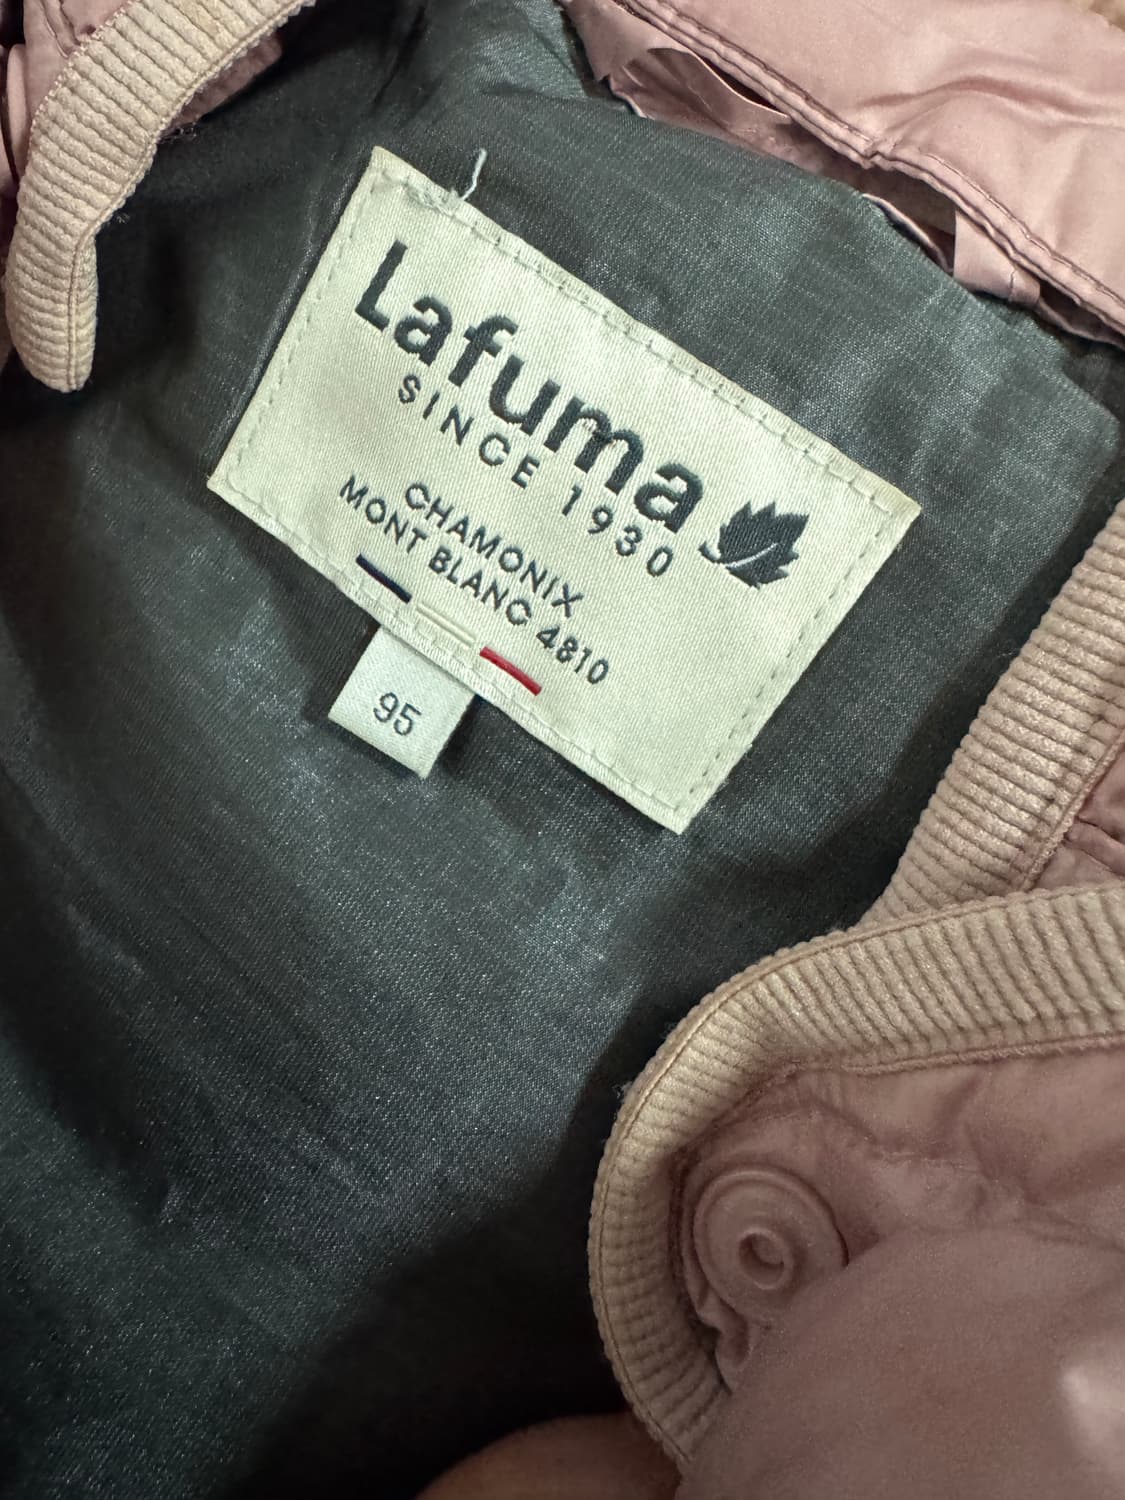 Lafuma
SINCE 1930
CHAMONIX
MONT BLANC 4810
95